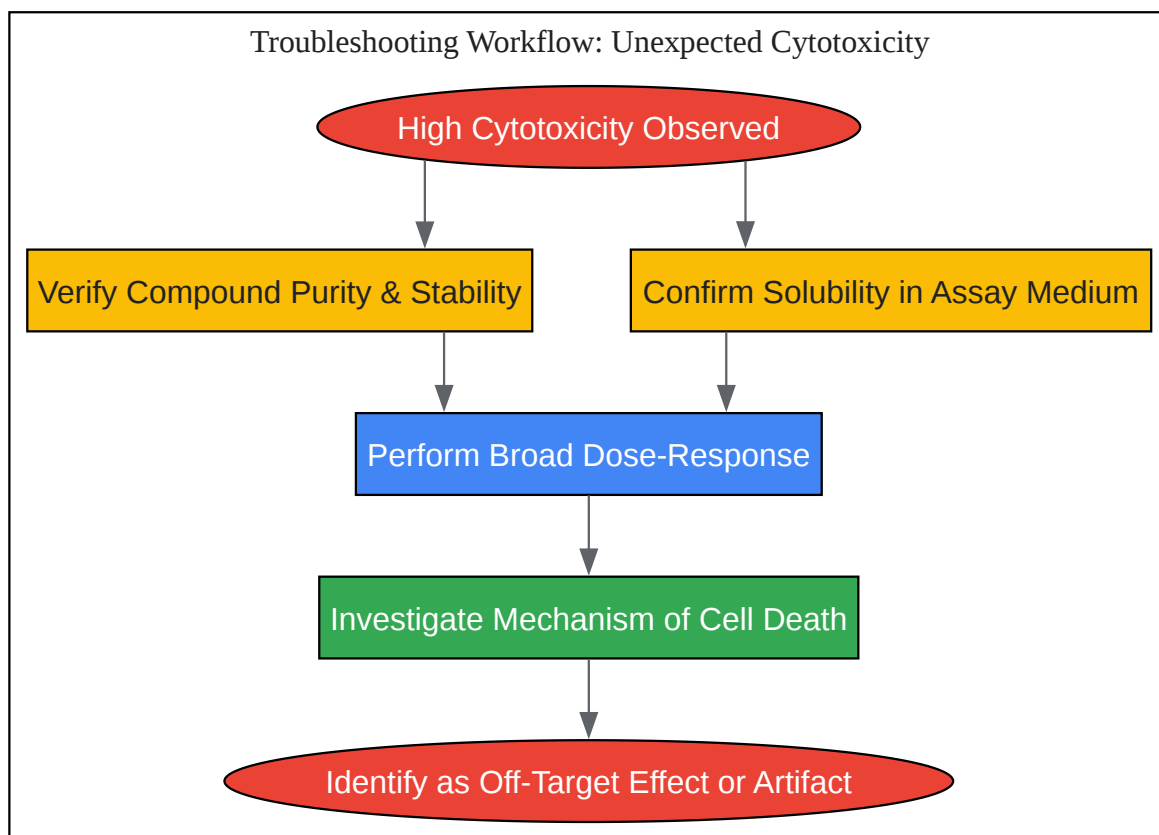 Troubleshooting Workflow: Unexpected Cytotoxicity
High Cytotoxicity Observed
Verify Compound Purity & Stability
Confirm Solubility in Assay Medium
Perform Broad Dose-Response
Investigate Mechanism of Cell Death
Identify as Off-Target Effect or Artifact